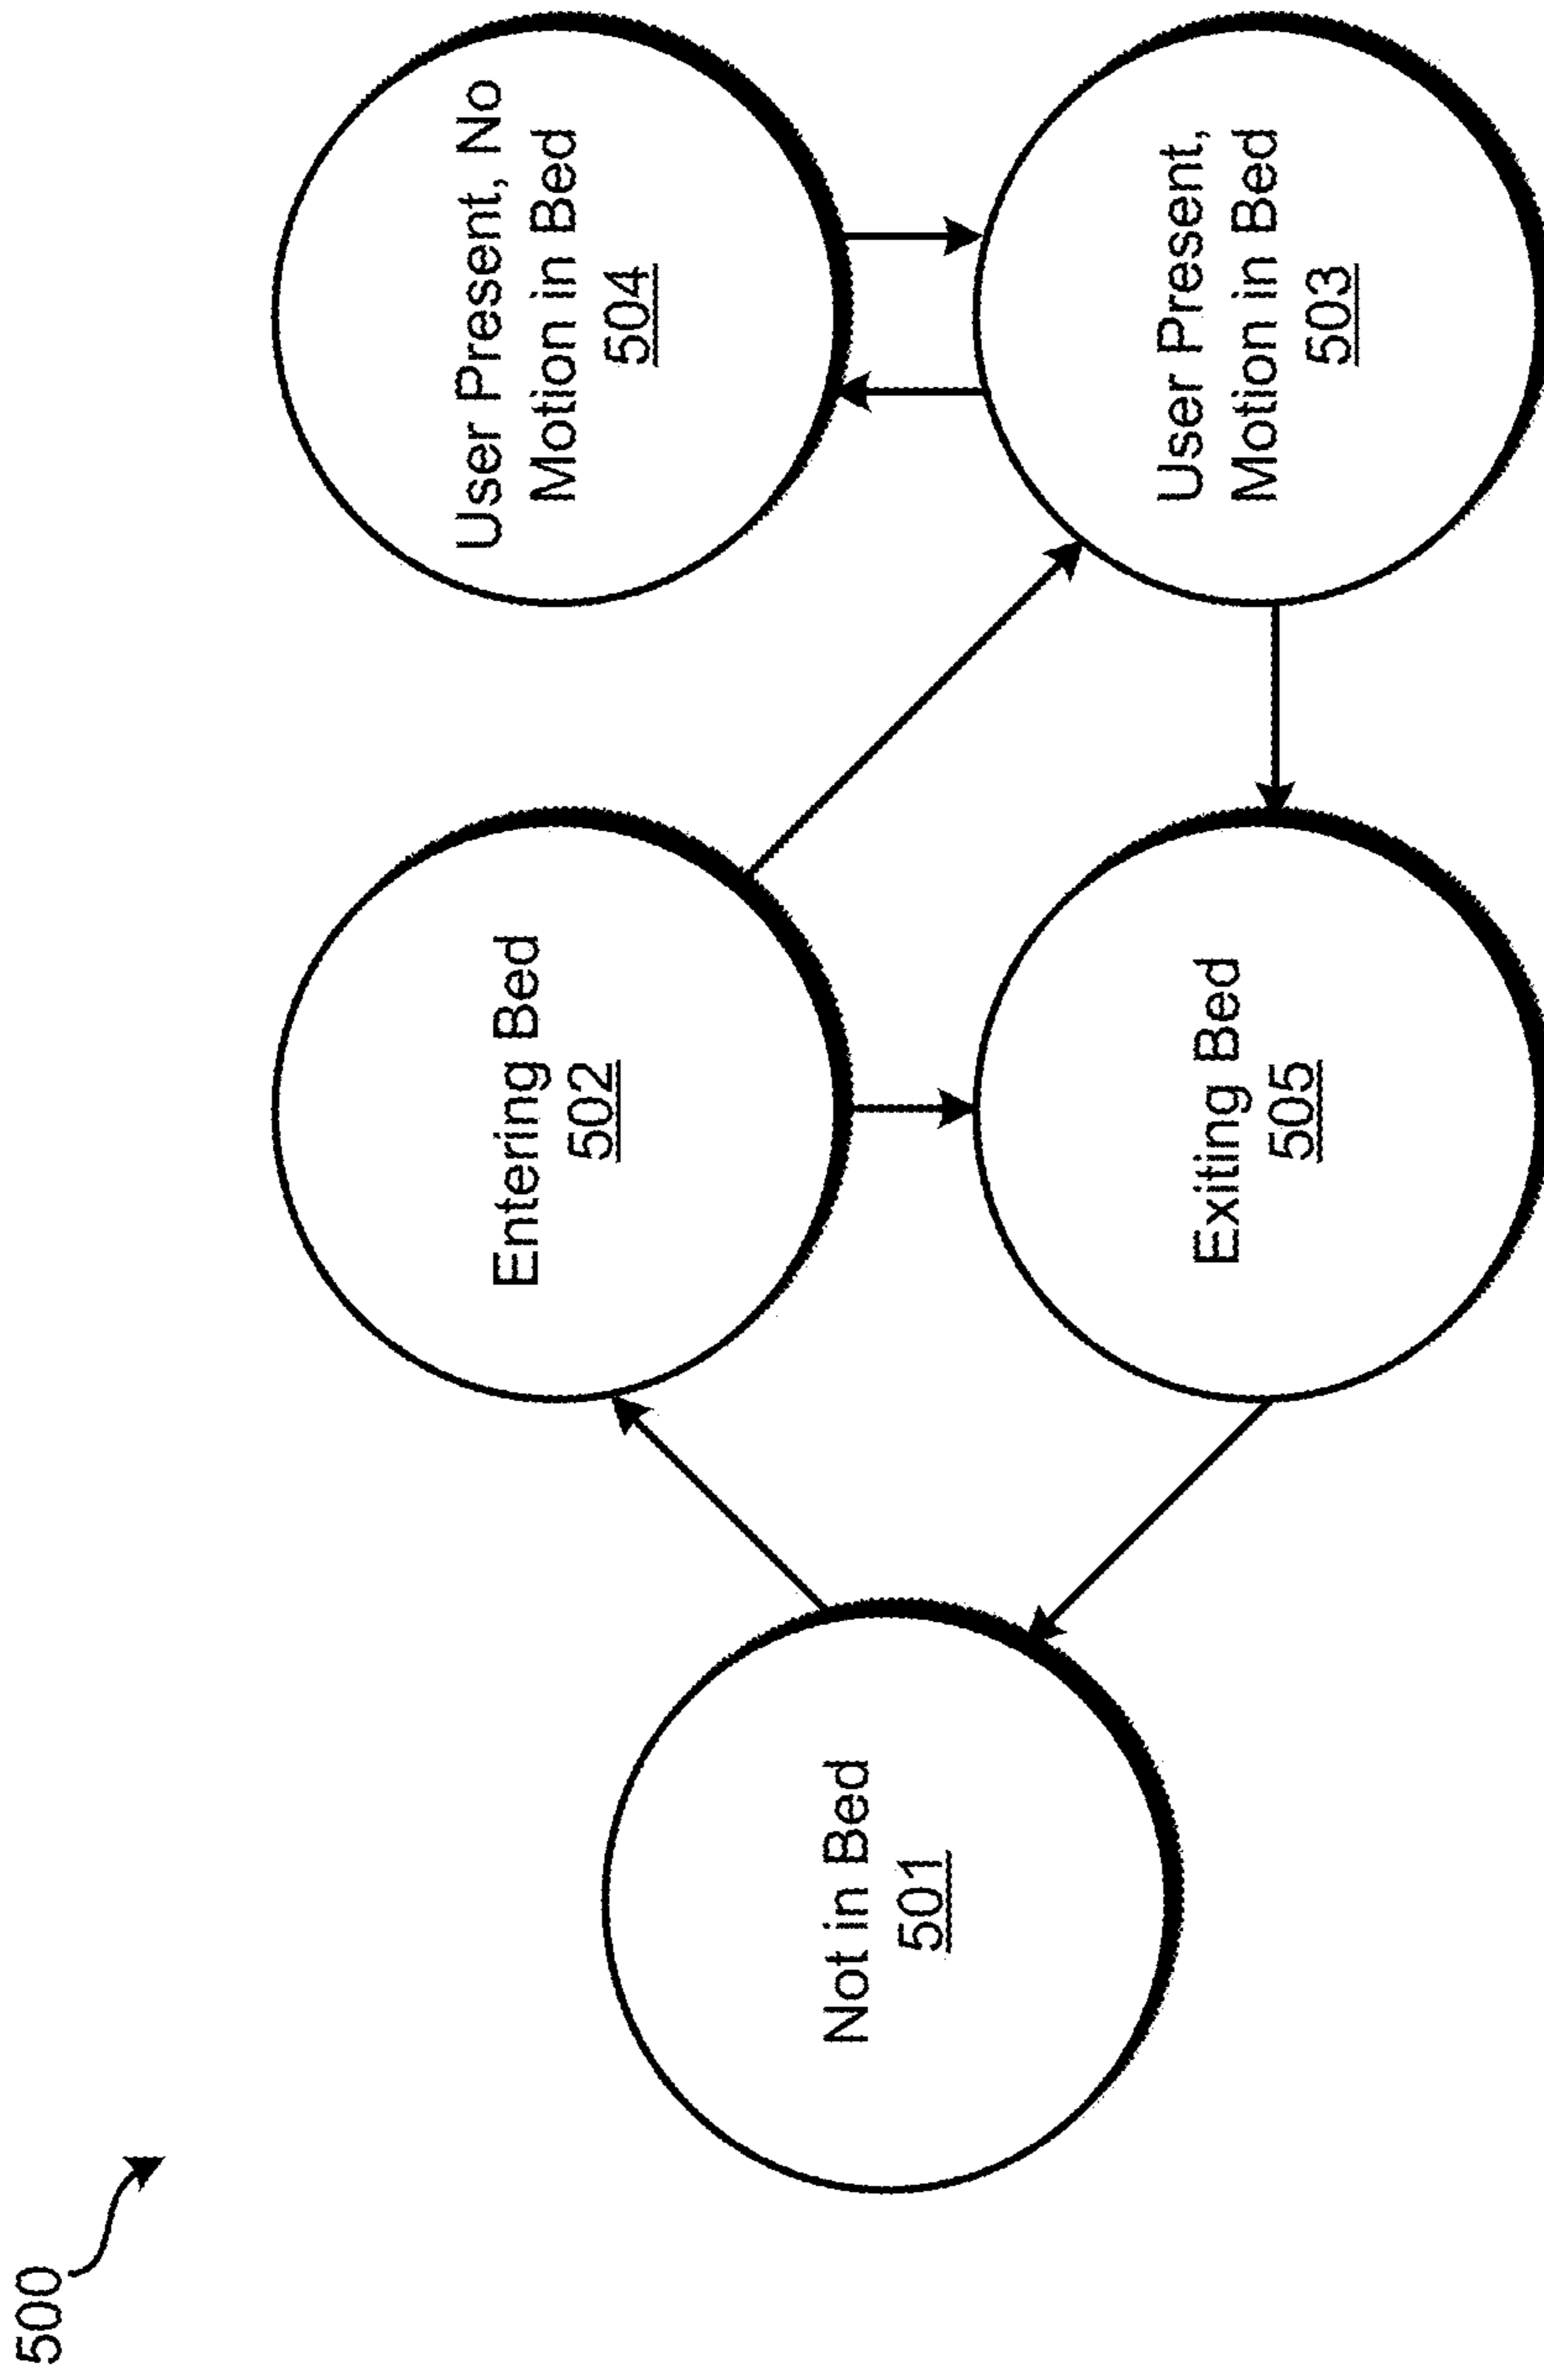 500
Not in Bed
501
Entering Bed
502
Exiting Bed
505
User Present, No
Motion in Bed
504
User Present,
Motion in Bed
503